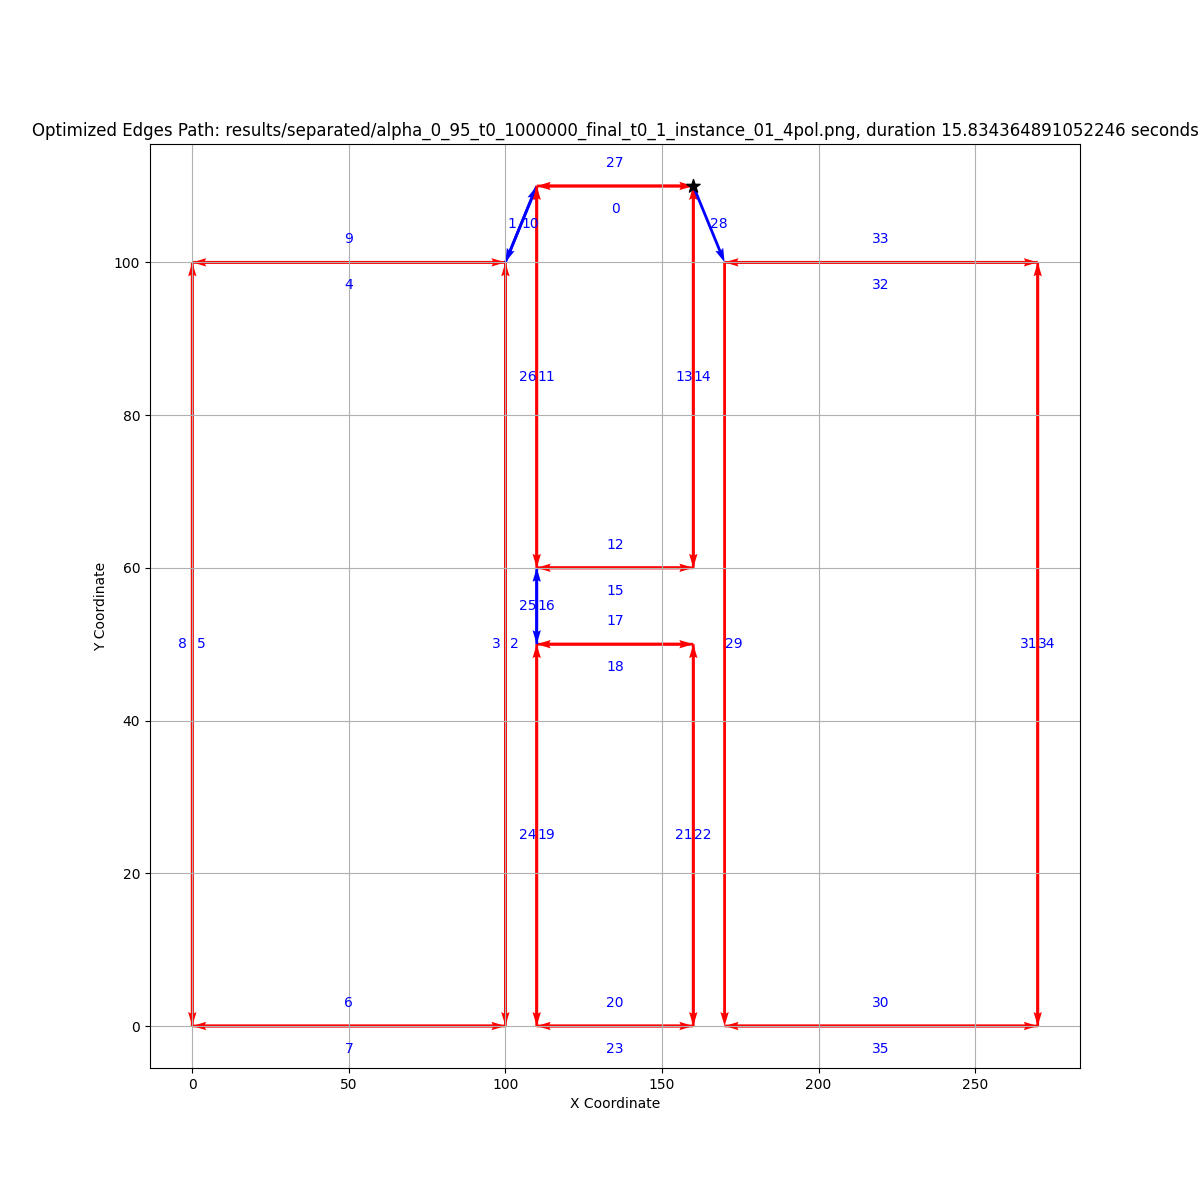 Optimized Edges Path: results/separated/alpha_0_95_t0_1000000_final_t0_1_instance_01_4pol.png, duration 15.834364891052246 seconds
27
0
1 10 28
9 33
4 32
100
26 11 13 14
80
12
60
15
25 16
17
8 5 3 2 29 31 34
18
40
24 19 21 22
20
6 20 30
0
7 23 35
0 50 100 150 200 250
X Coordinate
Y Coordinate